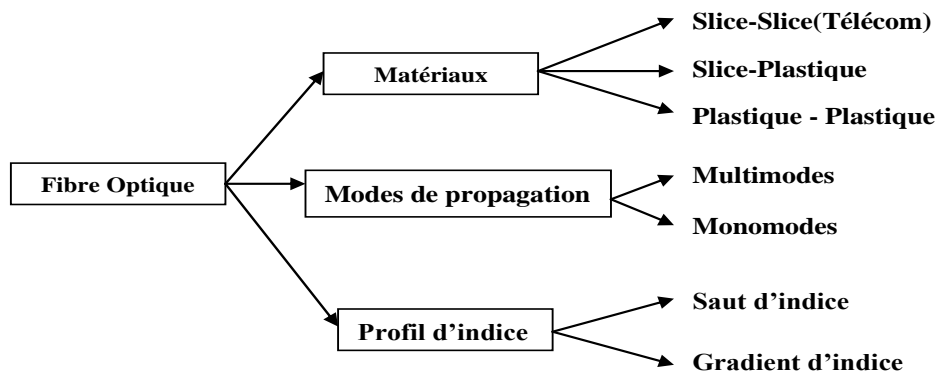 Slice-Slice(Télécom)
Matériaux
Slice-Plastique
Plastique - Plastique
Fibre Optique
Modes de propagation
Multimodes
Monomodes
Profil d’indice
Saut d’indice
Gradient d’indice